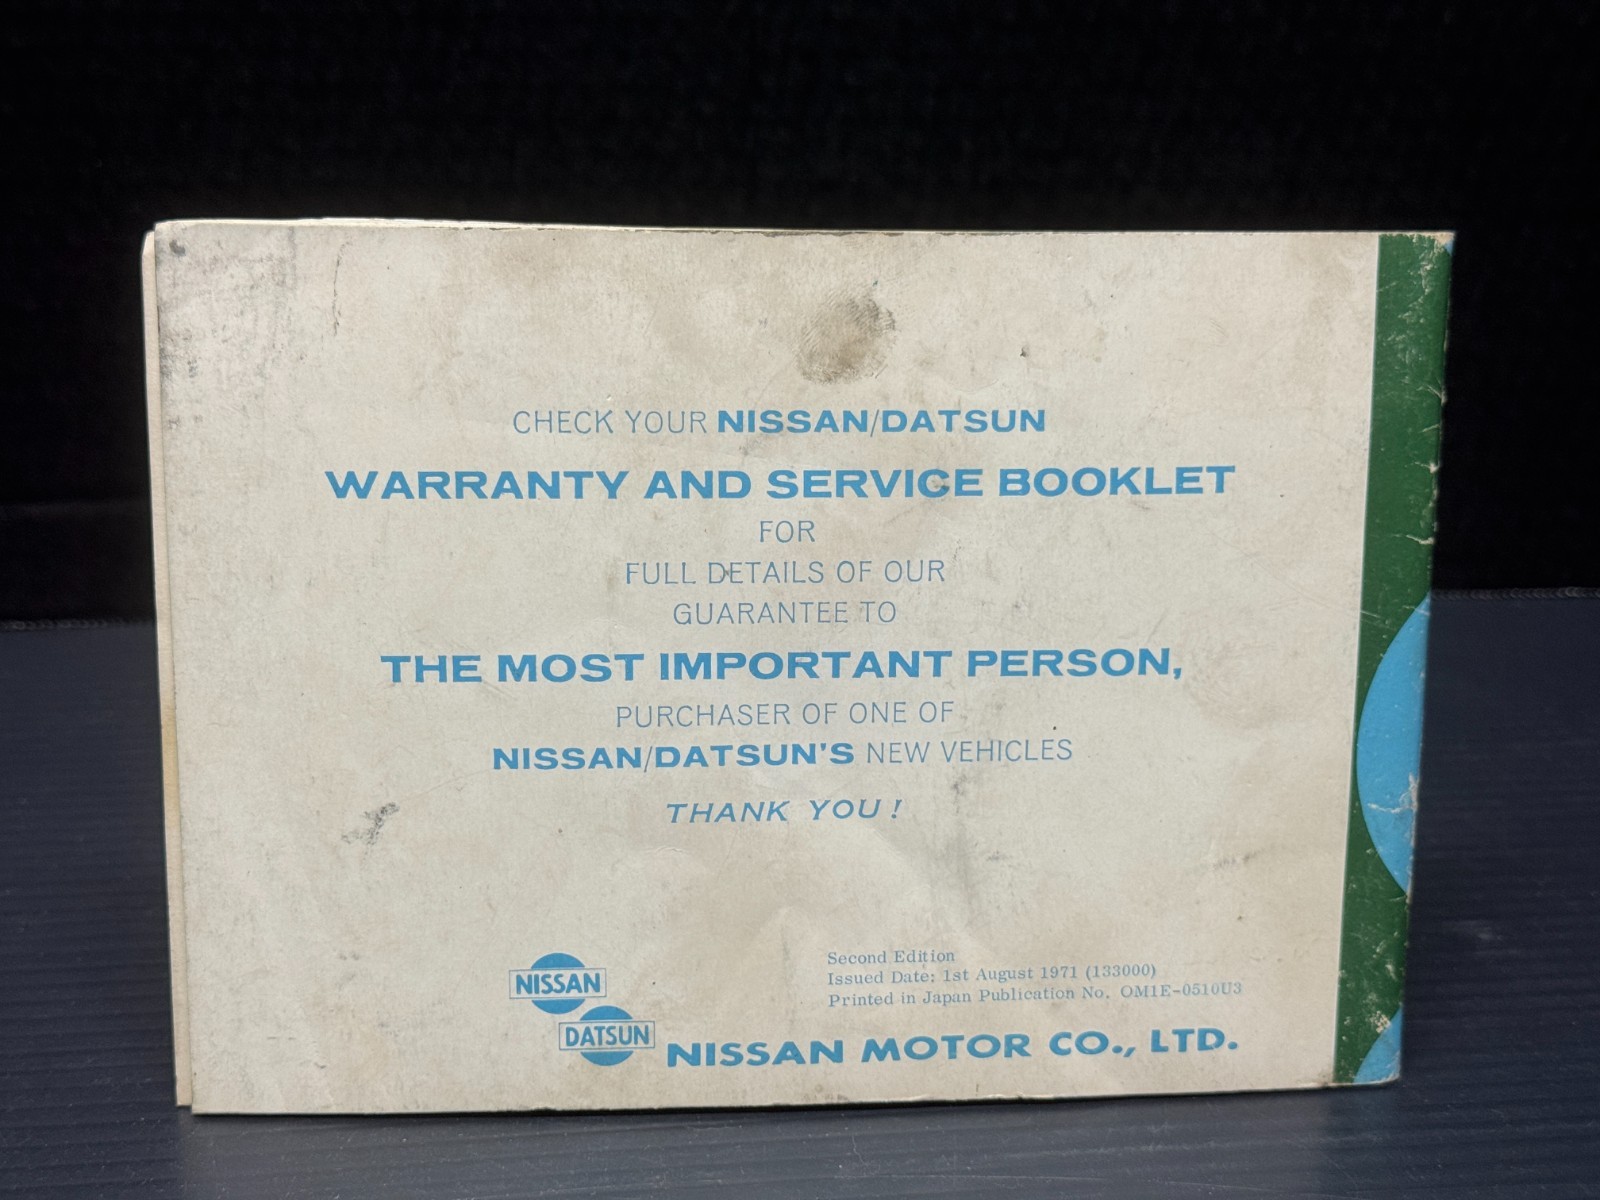 CHECK YOUR NISSAN/DATSUN
WARRANTY AND SERVICE BOOKLET
FOR
FULL DETAILS OF OUR
GUARANTEE TO
THE MOST IMPORTANT PERSON,
PURCHASER OF ONE OF
NISSAN/DATSUN'S NEW VEHICLES
THANK YOU!
NISSAN
DATSUN
Second Edition
Issued Date: 1st August 1971 (133000)
Printed in Japan Publication No. OM1E-0510U3
NISSAN MOTOR CO., LTD.